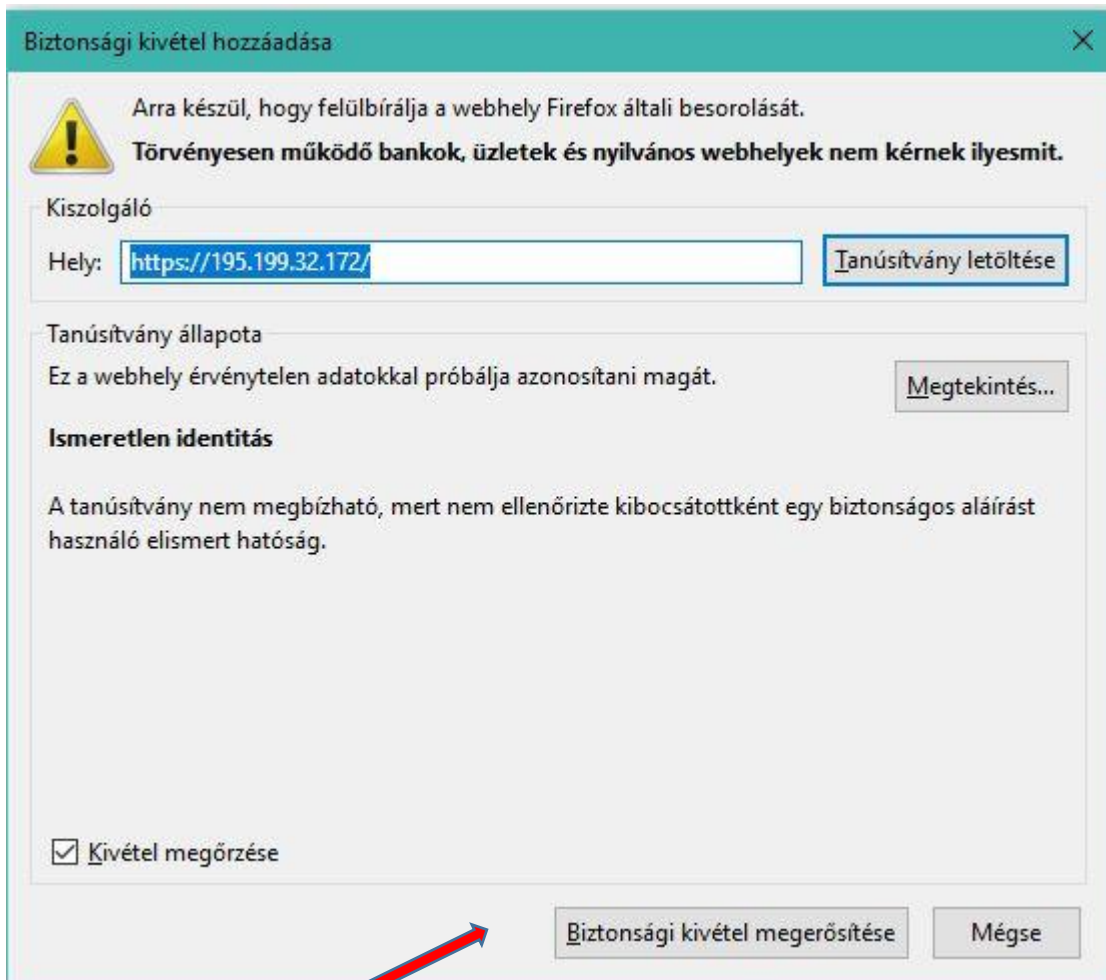 Biztonsági kivétel hozzáadása
Arra készül, hogy felülbírálja a webhely Firefox általi besorolását.
Törvényesen működő bankok, üzletek és nyilvános webhelyek nem kérnek ilyesmit.
Kiszolgáló
Hely: https://195.199.32.172/ Tanúsítvány letöltése
Tanúsítvány állapota
Ez a webhely érvénytelen adatokkal próbálja azonosítani magát. Megtekintés...
Ismeretlen identitás
A tanúsítvány nem megbízható, mert nem ellenőrizte kibocsátottként egy biztonságos aláírást
használó elismert hatóság.
Kivétel megőrzése
Biztonsági kivétel megerősítése Mégse